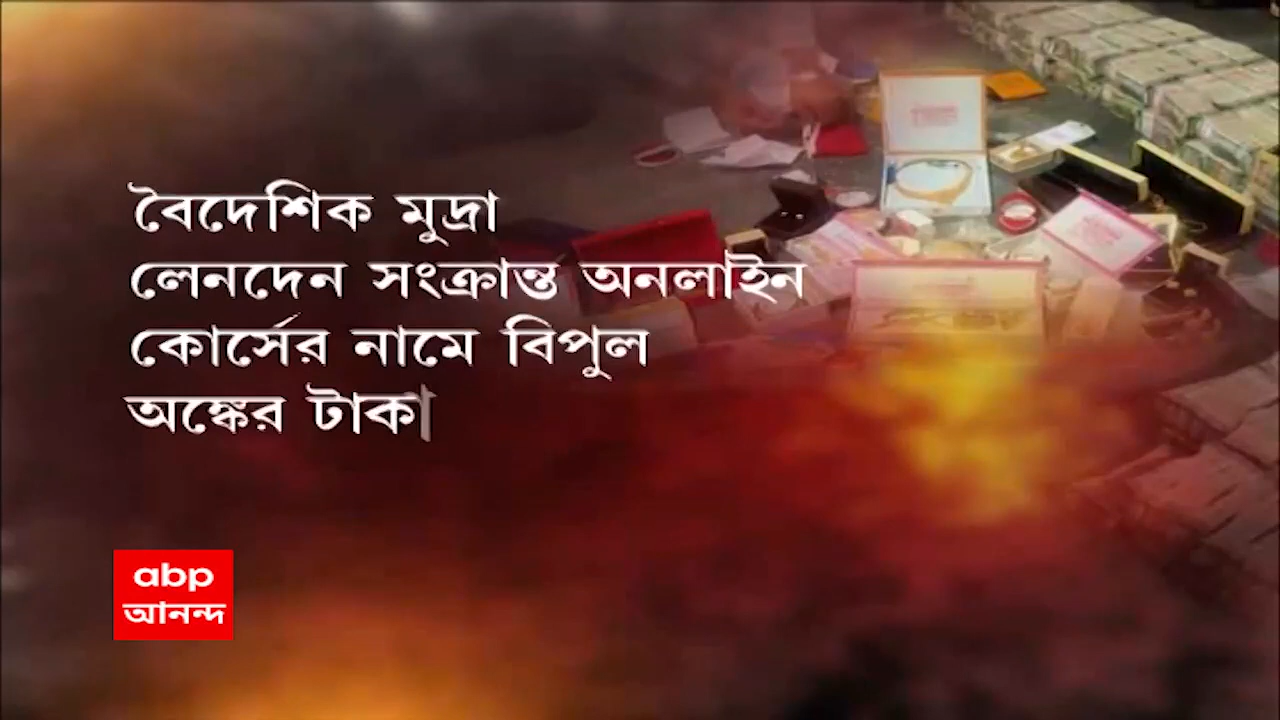 বৈদেশিক মুদ্রা
লেনদেন সংক্রান্ত অনলাইন
কোর্সের নামে বিপুল
অঙ্কের টাকা
abp
আনন্দ